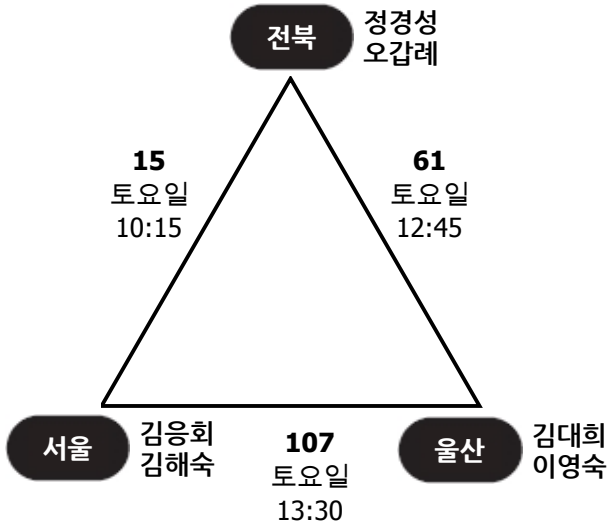 전북
정경성
오갑례
15
토요일
10:15
61
토요일
12:45
서울
김응회
김해숙
107
토요일
13:30
울산
김대희
이영숙